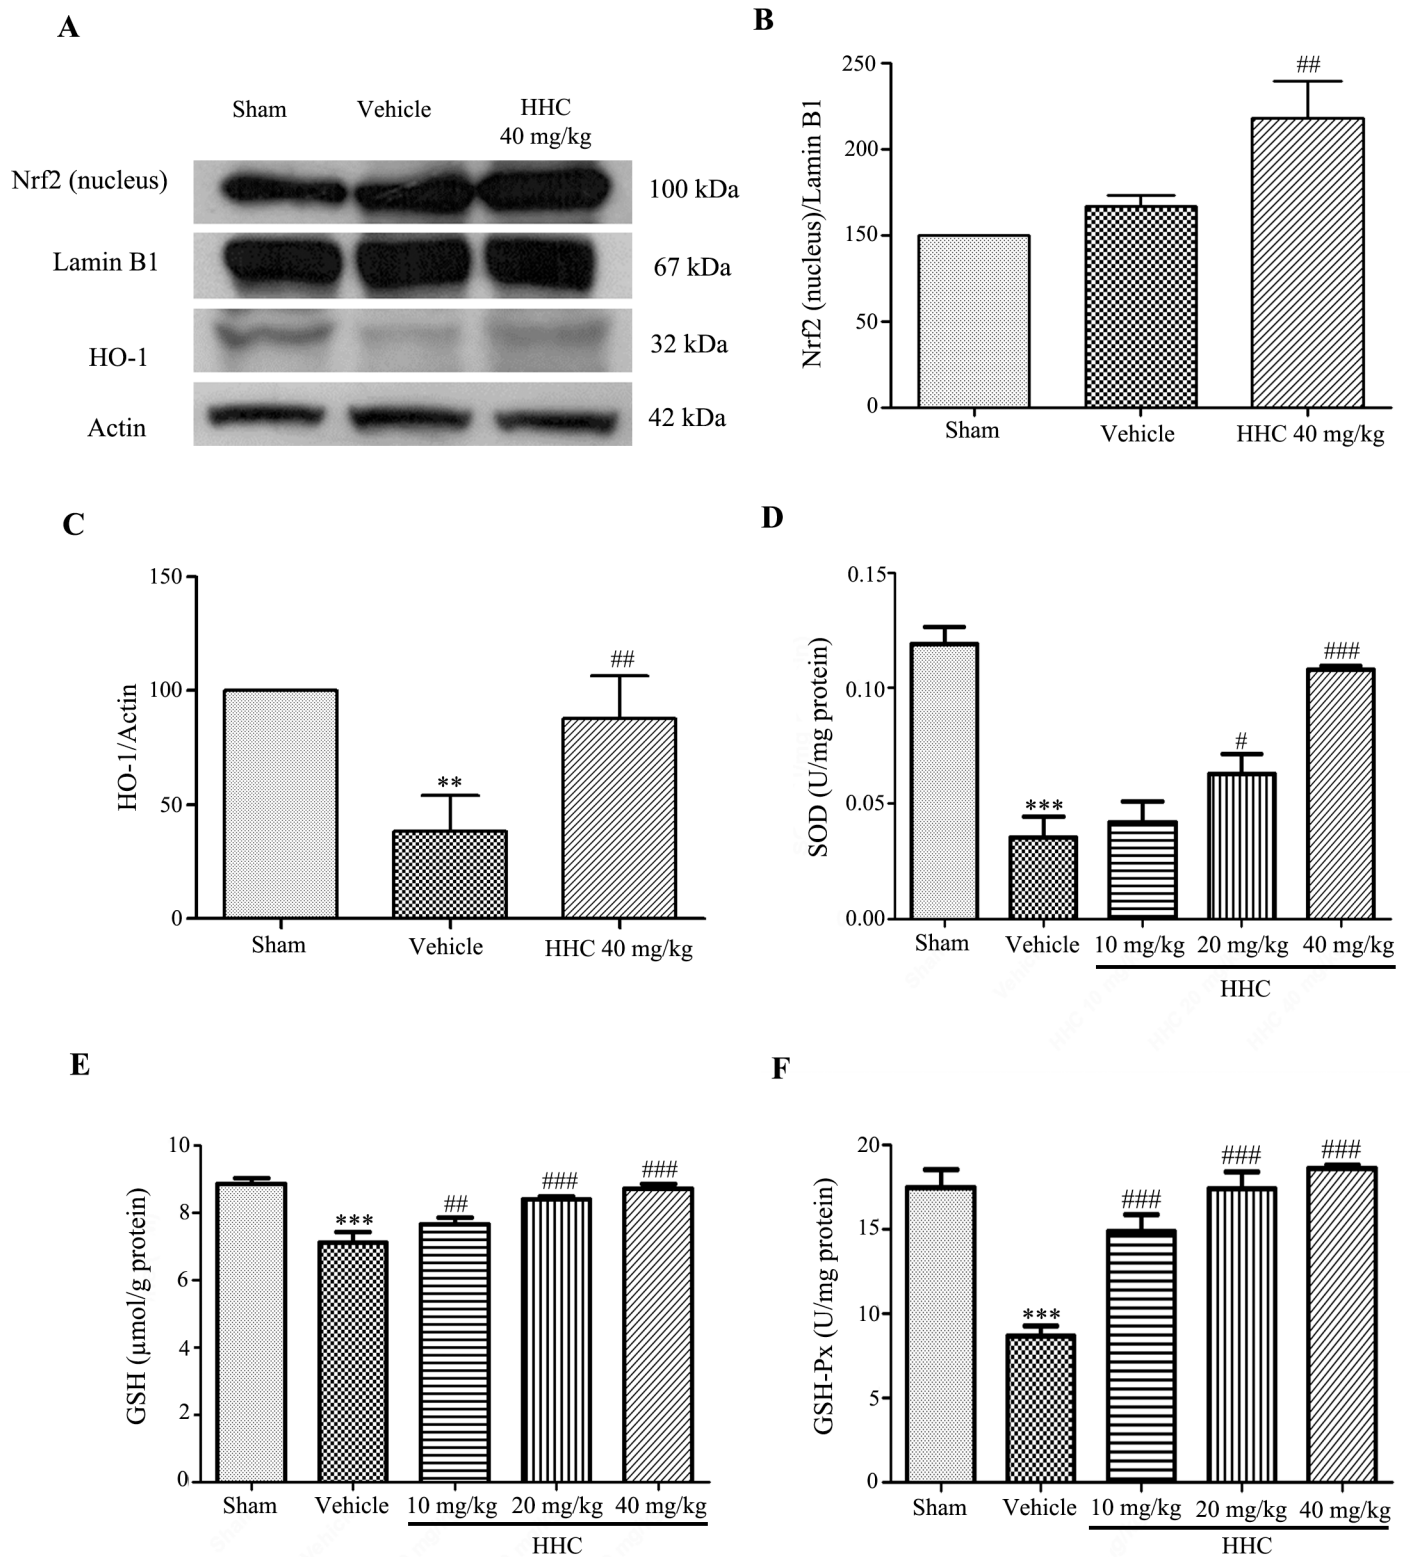 A
Sham
Vehicle
HHC
40 mg/kg
Nrf2 (nucleus)
100 kDa
Lamin B1
67 kDa
HO-1
32 kDa
Actin
42 kDa
B
Nrf2 (nucleus)/Lamin B1
250
200
150
50
0
##
Sham
Vehicle
HHC 40 mg/kg
C
HO-1/Actin
150
100
50
0
**
##
Sham
Vehicle
HHC 40 mg/kg
D
SOD (U/mg protein)
0.15
0.10
0.05
0.00
***
#
###
Sham
Vehicle
10 mg/kg
20 mg/kg
40 mg/kg
HHC
E
GSH (μmol/g protein)
10
8
6
4
2
0
***
##
###
###
Sham
Vehicle
10 mg/kg
20 mg/kg
40 mg/kg
HHC
F
GSH-Px (U/mg protein)
20
15
10
5
0
***
###
###
###
Sham
Vehicle
10 mg/kg
20 mg/kg
40 mg/kg
HHC